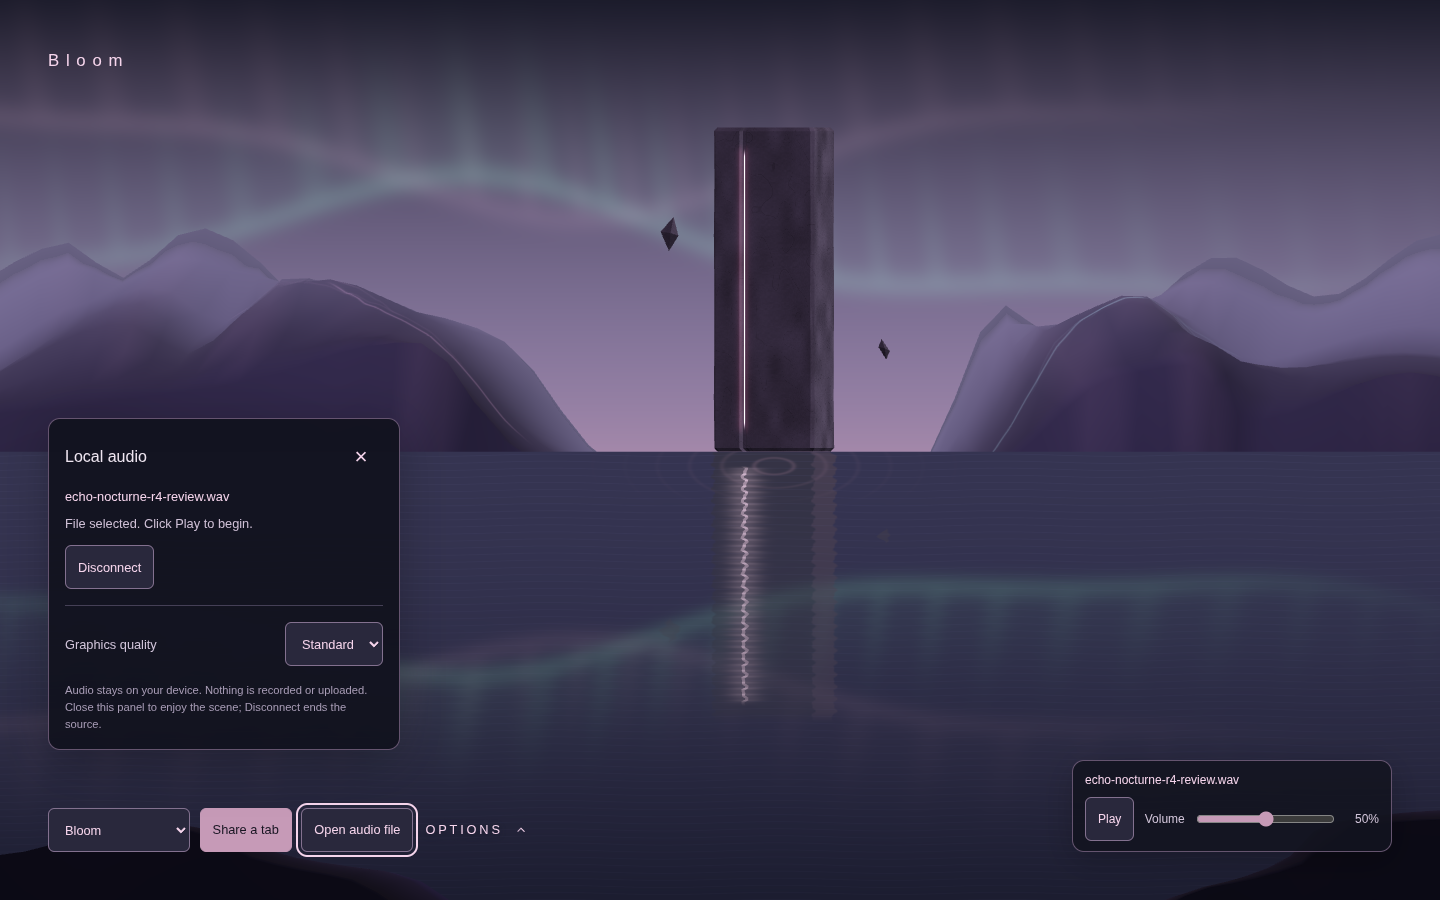 Bloom
Local audio
echo-nocturne-r4-review.wav
File selected. Click Play to begin.
Disconnect
Graphics quality
Standard
Audio stays on your device. Nothing is recorded or uploaded.
Close this panel to enjoy the scene; Disconnect ends the
source.
echo-nocturne-r4-review.wav
Play
Volume
50%
Bloom
Share a tab
Open audio file
OPTIONS